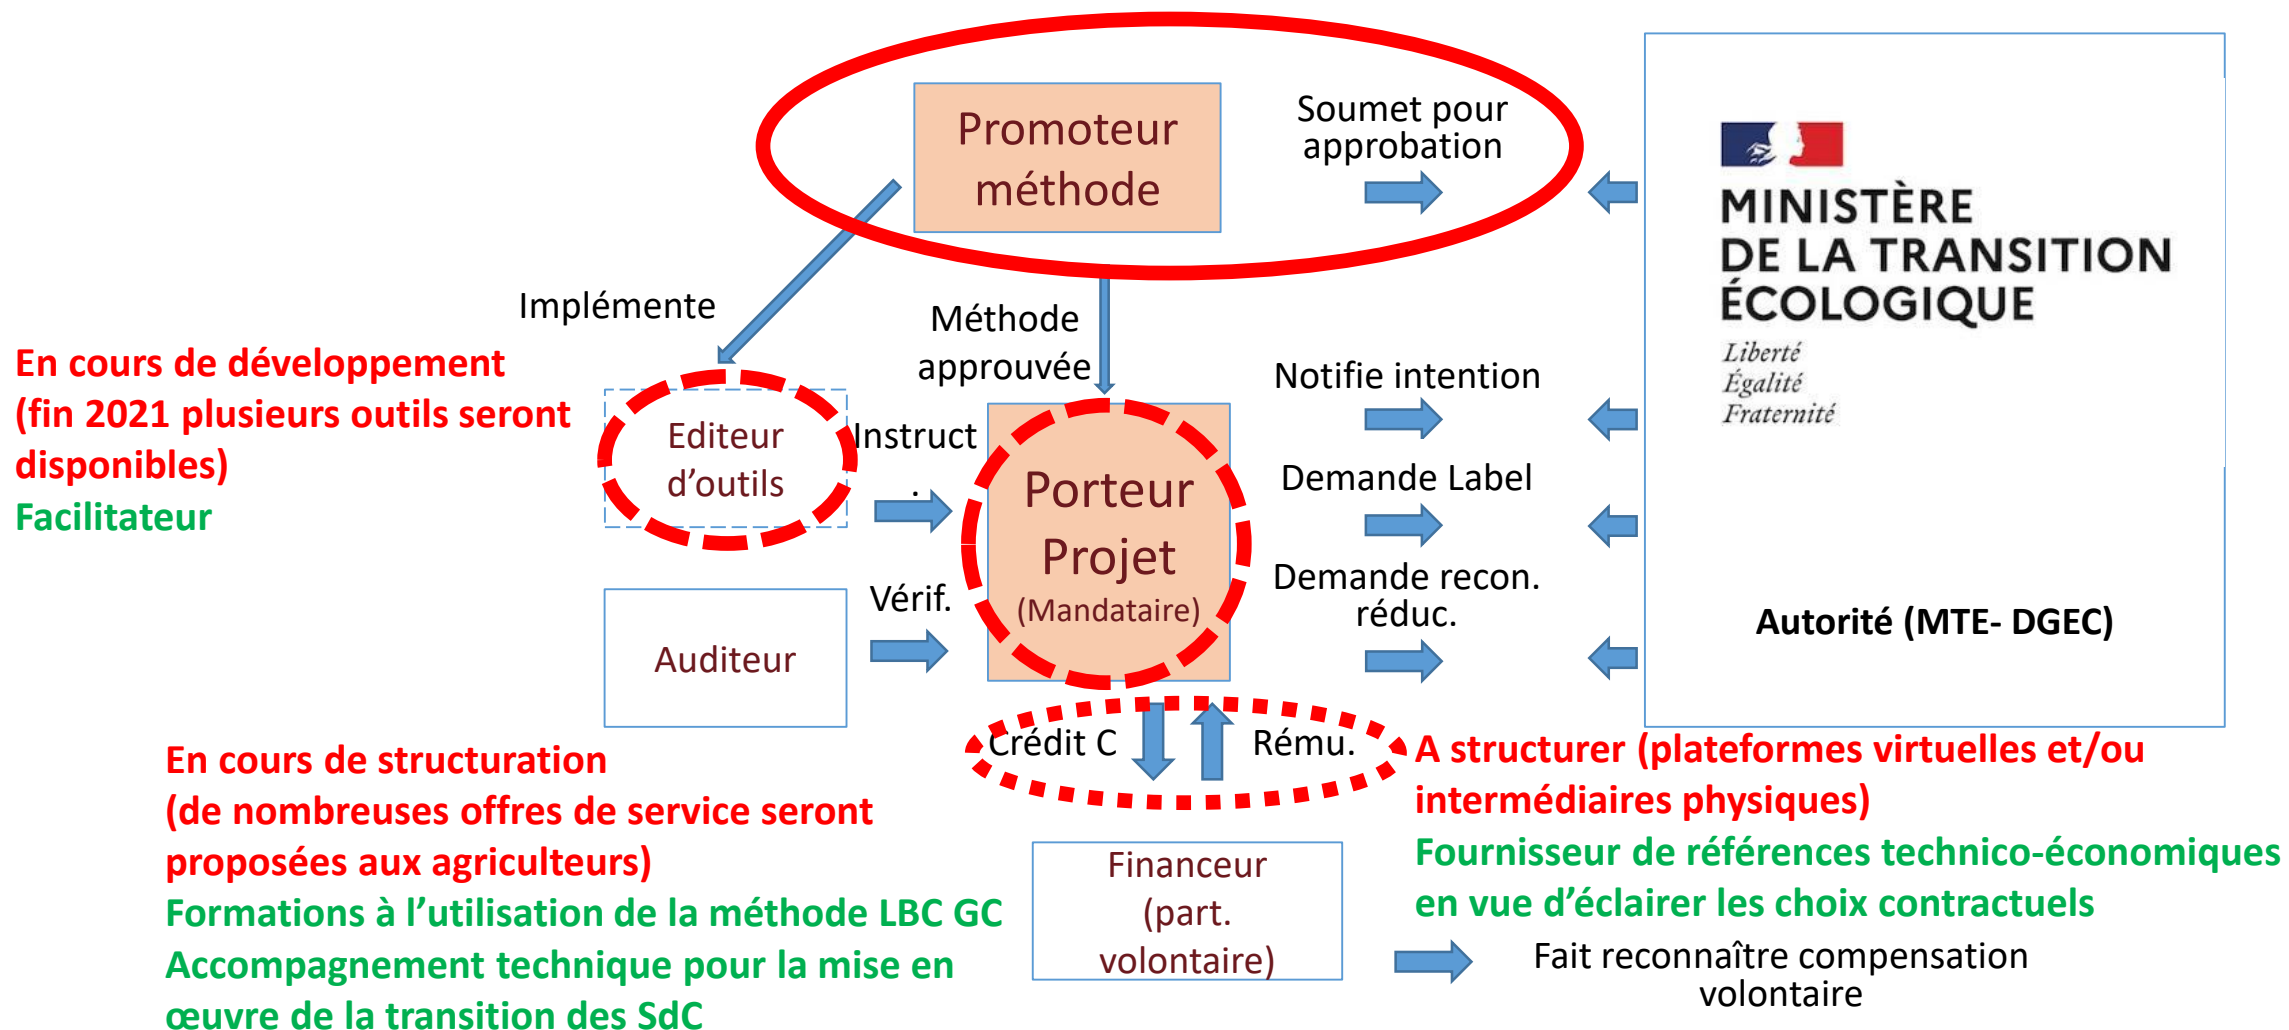 Promoteur
méthode
Soumet pour
approbation
MINISTÈRE
DE LA TRANSITION
ÉCOLOGIQUE
Liberté
Égalité
Fraternité
Autorité (MTE- DGEC)
Implémente
Méthode
approuvée
En cours de développement
(fin 2021 plusieurs outils seront
disponibles)
Facilitateur
Editeur
d’outils
Instruct
.
Porteur
Projet
(Mandataire)
Notifie intention
Demande Label
Demande recon.
réduc.
Auditeur
Vérif.
Crédit C
Rému.
En cours de structuration
(de nombreuses offres de service seront
proposées aux agriculteurs)
Formations à l’utilisation de la méthode LBC GC
Accompagnement technique pour la mise en
œuvre de la transition des SdC
A structurer (plateformes virtuelles et/ou
intermédiaires physiques)
Fournisseur de références technico-économiques
en vue d’éclairer les choix contractuels
Financeur
(part.
volontaire)
Fait reconnaître compensation
volontaire